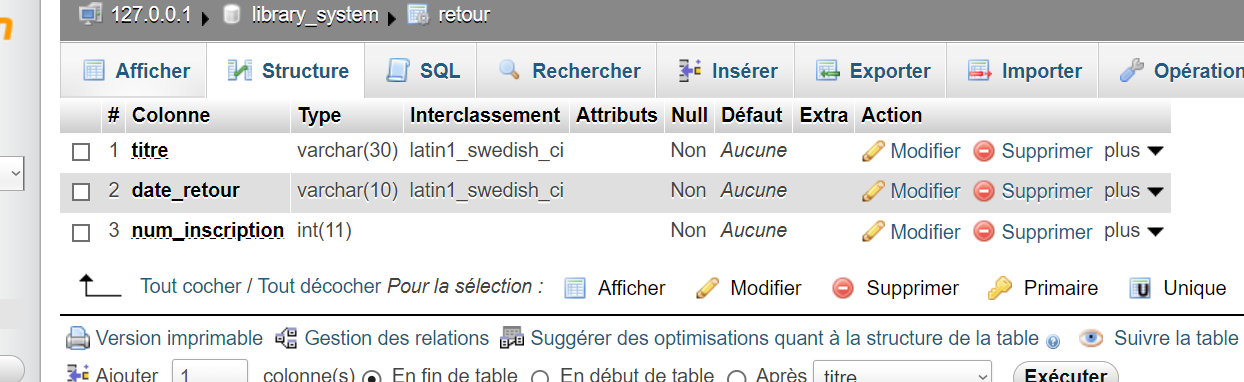 127.0.0.1 library_system retour
Afficher Structure SQL Rechercher Insérer Exporter Importer Opération
# Colonne Type Interclassement Attributs Null Défaut Extra Action
1 titre varchar(30) latin1_swedish_ci Non Aucune Modifier Supprimer plus
2 date_retour varchar(10) latin1_swedish_ci Non Aucune Modifier Supprimer plus
3 num_inscription int(11) Non Aucune Modifier Supprimer plus
Tout cocher / Tout décocher Pour la sélection : Afficher Modifier Supprimer Primaire Unique
Version imprimable Gestion des relations Suggérer des optimisations quant à la structure de la table Suivre la table
Ajouter 1 colonne(s) En fin de table En début de table Après titre Exécuter